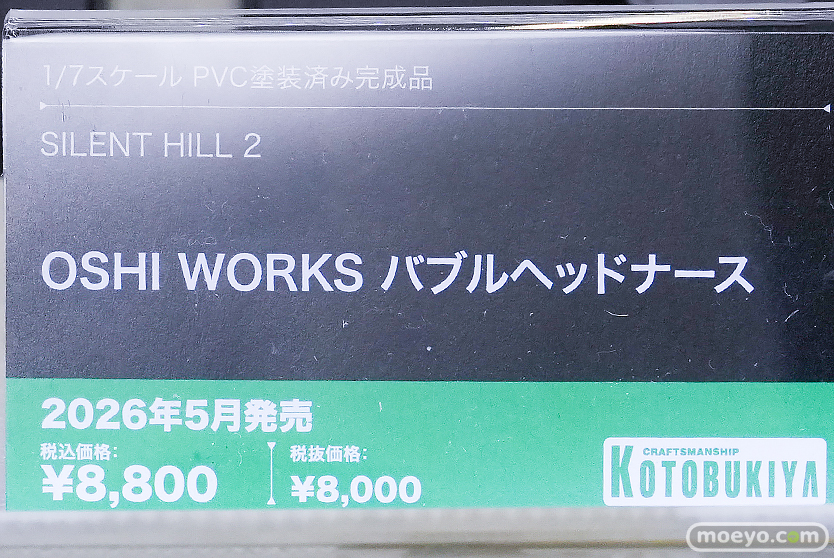 1/7スケール PVC塗装済み完成品
SILENT HILL 2
OSHI WORKS バブルヘッドナース
2026年5月発売
税込価格:
¥8,800
税抜価格:
¥8,000
CRAFTSMANSHIP
KOTOBUKIYA
moeyo.com